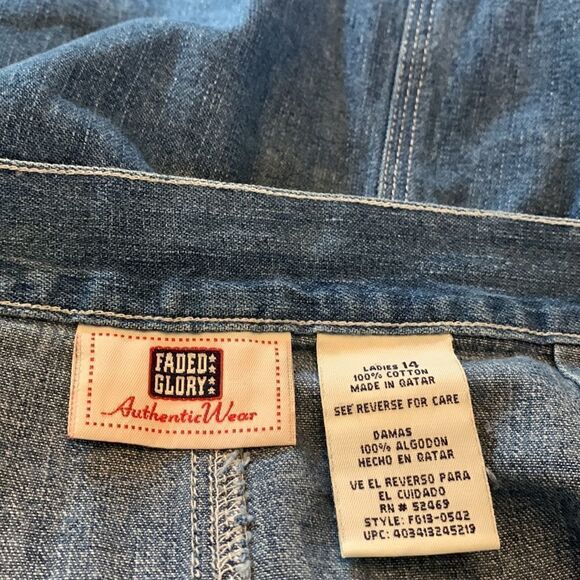 FADED
GLORY
Authentic Wear
LADIES 14
100% COTTON
MADE IN QATAR
SEE REVERSE FOR CARE
DAMAS
100% ALGODON
HECHO EN QATAR
VE EL REVERSO PARA
EL CUIDADO
RN # 52469
STYLE: FG13-0542
UPC: 403413245219